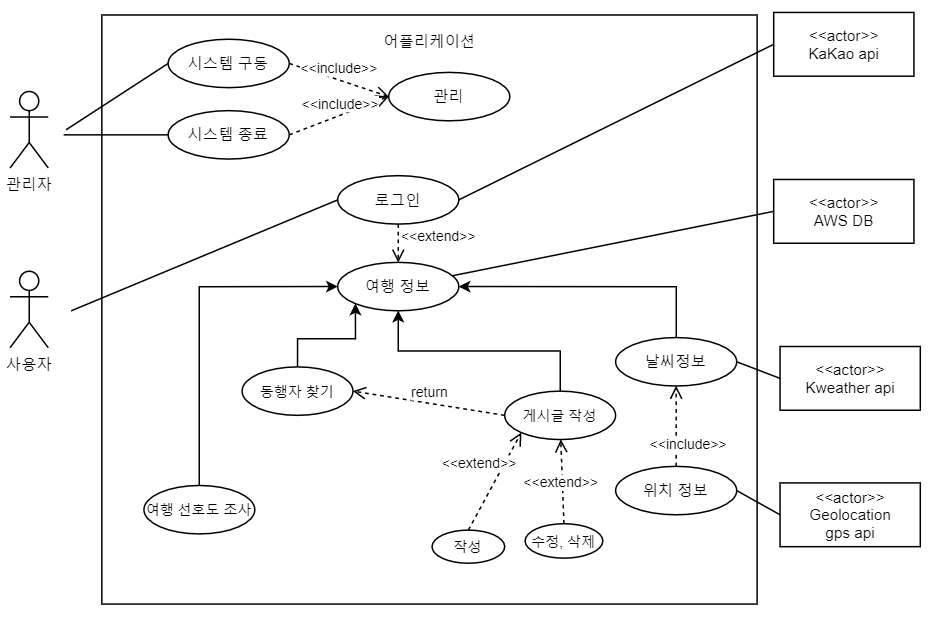 어플리케이션
<<actor>>
KaKao api
시스템 구동
<<include>>
관리
<<include>>
시스템 종료
관리자
로그인
<<actor>>
AWS DB
<<extend>>
여행 정보
사용자
날씨정보
<<actor>>
Kweather api
동행자 찾기
return
게시글 작성
<<include>>
<<extend>>
<<extend>>
위치 정보
<<actor>>
Geolocation
gps api
여행 선호도 조사
작성
수정, 삭제